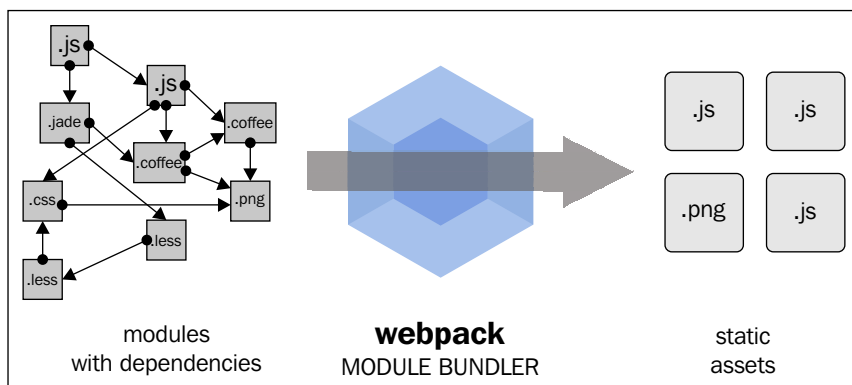 .js
.js
.jade
.coffee
.coffee
.css
.png
.less
.less
modules
with dependencies
webpack
MODULE BUNDLER
.js
.js
.png
.js
static
assets